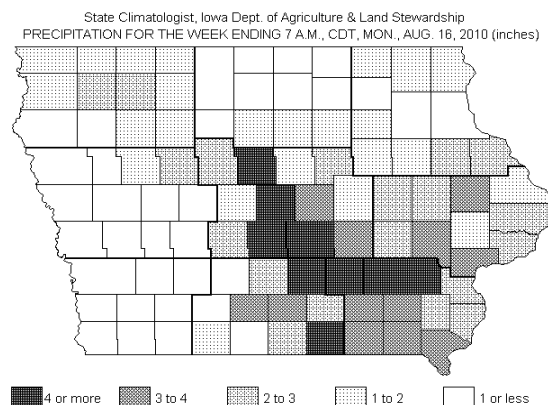 State Climatologist, Iowa Dept. of Agriculture & Land Stewardship
PRECIPITATION FOR THE WEEK ENDING 7 A.M., CDT, MON., AUG. 16, 2010 (inches)
4 or more 3 to 4 2 to 3 1 to 2 1 or less